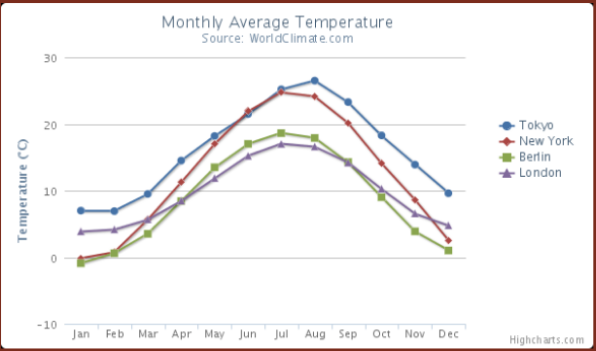 Monthly Average Temperature
Source: WorldClimate.com
Temperature (°C)
30
20
10
0
-10
Jan Feb Mar Apr May Jun Jul Aug Sep Oct Nov Dec
Tokyo
New York
Berlin
London
Highcharts.com